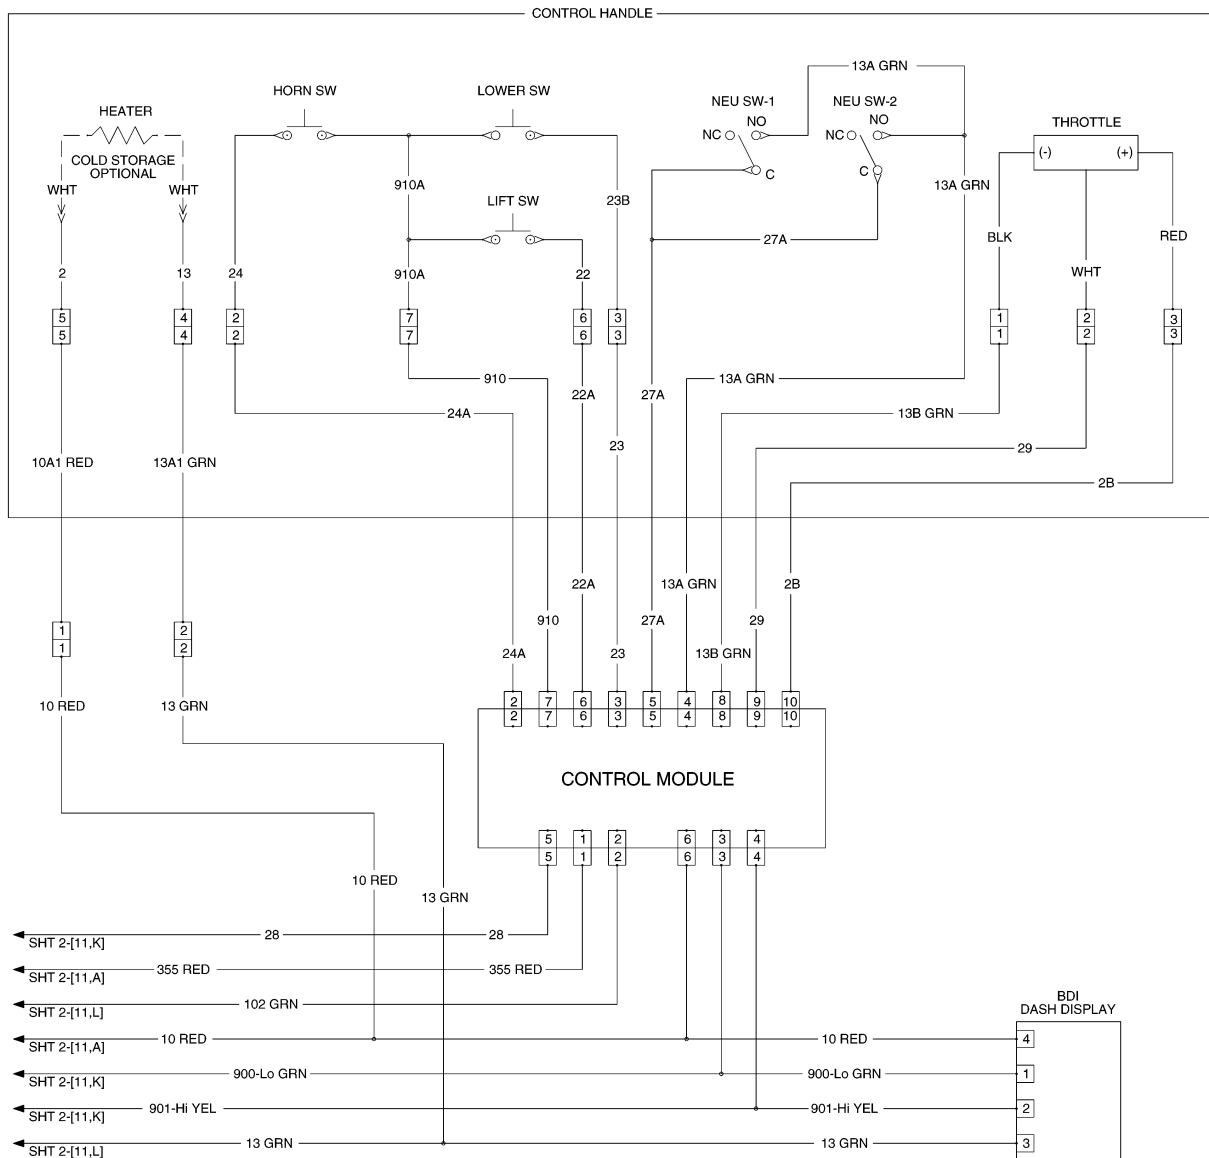 CONTROL HANDLE
13A GRN
HORN SW
LOWER SW
NEU SW-1
NEU SW-2
HEATER
NO
NO
THROTTLE
NC
NC
(-)
(+)
COLD STORAGE
OPTIONAL
C
C
WHT
WHT
910A
13A GRN
LIFT SW
23B
27A
BLK
RED
2
13
24
910A
22
WHT
5
4
2
7
6
3
1
2
3
5
4
2
7
6
3
1
2
3
910
13A GRN
22A
27A
24A
13B GRN
23
29
10A1 RED
13A1 GRN
2B
22A
13A GRN
2B
910
27A
29
1
2
1
2
24A
23
13B GRN
10 RED
13 GRN
2
7
6
3
5
4
8
9
10
2
7
6
3
5
4
8
9
10
CONTROL MODULE
5
1
2
6
3
4
5
1
2
6
3
4
10 RED
13 GRN
28
28
SHT 2-[11,K]
355 RED
355 RED
SHT 2-[11,A]
102 GRN
SHT 2-[11,L]
BDI
DASH DISPLAY
10 RED
10 RED
4
SHT 2-[11,A]
900-Lo GRN
900-Lo GRN
1
SHT 2-[11,K]
901-Hi YEL
901-Hi YEL
2
SHT 2-[11,K]
13 GRN
13 GRN
3
SHT 2-[11,L]